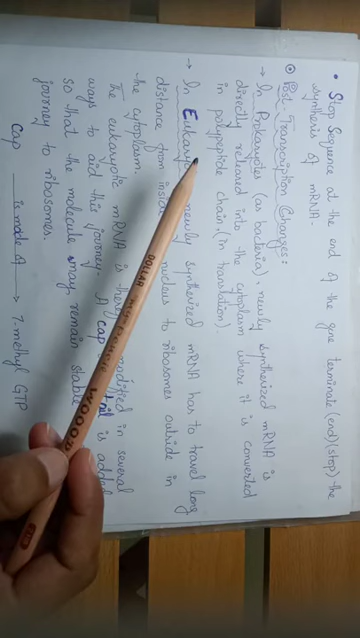 • Stop Sequence at the end of the gene terminate (end)(stop) the
synthesis of mRNA.
⊙ Post Transcription Changes:
→ In Prokaryotes (as bacteria), newly synthesized mRNA is
directly released into the cytoplasm where it is converted
in polypeptide chain. (in translation).
→ In Eukaryo newly synthesized mRNA has to travel long
distance from inside nucleus to ribosomes outside in
the cytoplasm.
The eukaryotic mRNA is modified in several
ways to aid this journey. A cap is added
so that the molecule may remain stable
journey to ribosomes.
Cap is made of → 7-methyl GTP
DOLLAR
WOOD